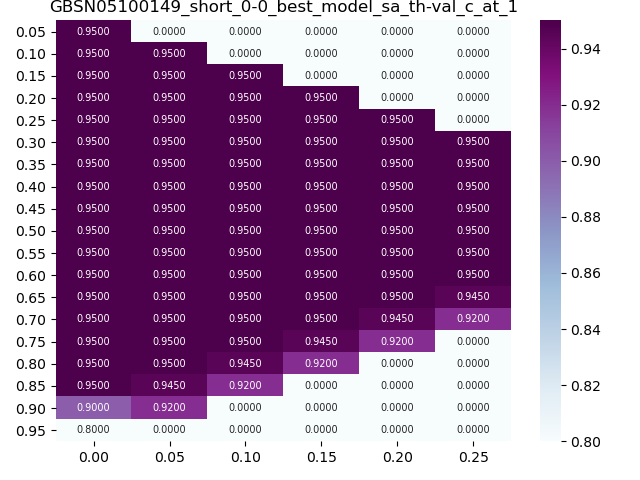 GBSN05100149_short_0-0_best_model_sa_th-val_c_at_1
0.05 0.9500 0.0000 0.0000 0.0000 0.0000 0.0000
0.10 0.9500 0.9500 0.0000 0.0000 0.0000 0.0000
0.15 0.9500 0.9500 0.9500 0.0000 0.0000 0.0000
0.20 0.9500 0.9500 0.9500 0.9500 0.0000 0.0000
0.25 0.9500 0.9500 0.9500 0.9500 0.9500 0.0000
0.30 0.9500 0.9500 0.9500 0.9500 0.9500 0.9500
0.35 0.9500 0.9500 0.9500 0.9500 0.9500 0.9500
0.40 0.9500 0.9500 0.9500 0.9500 0.9500 0.9500
0.45 0.9500 0.9500 0.9500 0.9500 0.9500 0.9500
0.50 0.9500 0.9500 0.9500 0.9500 0.9500 0.9500
0.55 0.9500 0.9500 0.9500 0.9500 0.9500 0.9500
0.60 0.9500 0.9500 0.9500 0.9500 0.9500 0.9500
0.65 0.9500 0.9500 0.9500 0.9500 0.9500 0.9450
0.70 0.9500 0.9500 0.9500 0.9500 0.9450 0.9200
0.75 0.9500 0.9500 0.9500 0.9450 0.9200 0.0000
0.80 0.9500 0.9500 0.9450 0.9200 0.0000 0.0000
0.85 0.9500 0.9450 0.9200 0.0000 0.0000 0.0000
0.90 0.9000 0.9200 0.0000 0.0000 0.0000 0.0000
0.95 0.8000 0.0000 0.0000 0.0000 0.0000 0.0000
0.00 0.05 0.10 0.15 0.20 0.25
0.94
0.92
0.90
0.88
0.86
0.84
0.82
0.80